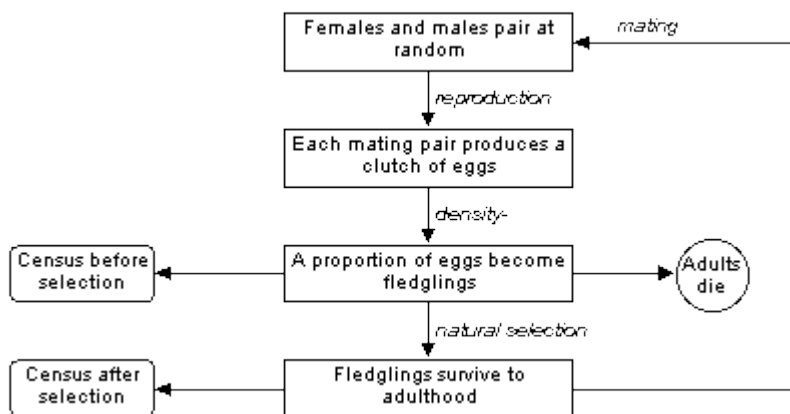 Females and males pair at
random
mating
reproduction
Each mating pair produces a
clutch of eggs
density-
Census before
selection
A proportion of eggs become
fledglings
Adults
die
natural selection
Census after
selection
Fledglings survive to
adulthood